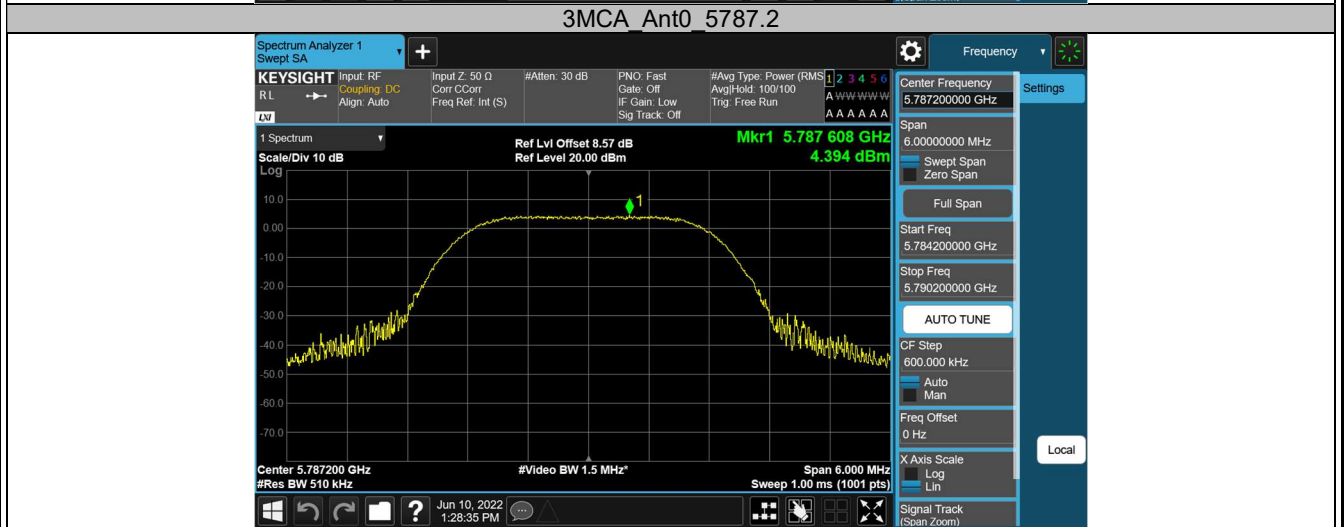 3MCA_Ant0_5787.2
Spectrum Analyzer 1
Swept SA
Frequency
KEYSIGHT
RL
LXI
Input: RF
Coupling: DC
Align: Auto
Input Z: 50 Ω
Corr CCorr
Freq Ref: Int (S)
#Atten: 30 dB
PNO: Fast
Gate: Off
IF Gain: Low
Sig Track: Off
#Avg Type: Power (RMS
Avg|Hold: 100/100
Trig: Free Run
1 2 3 4 5 6
A W W W W W
A A A A A A
1 Spectrum
Scale/Div 10 dB
Log
Ref Lvl Offset 8.57 dB
Ref Level 20.00 dBm
Mkr1 5.787 608 GHz
4.394 dBm
1
10.0
0.00
-10.0
-20.0
-30.0
-40.0
-50.0
-60.0
-70.0
Center 5.787200 GHz
#Res BW 510 kHz
#Video BW 1.5 MHz*
Span 6.000 MHz
Sweep 1.00 ms (1001 pts)
Center Frequency
5.787200000 GHz
Settings
Span
6.00000000 MHz
Swept Span
Zero Span
Full Span
Start Freq
5.784200000 GHz
Stop Freq
5.790200000 GHz
AUTO TUNE
CF Step
600.000 kHz
Auto
Man
Freq Offset
0 Hz
X Axis Scale
Log
Lin
Local
Signal Track
(Span Zoom)
?
Jun 10, 2022
1:28:35 PM